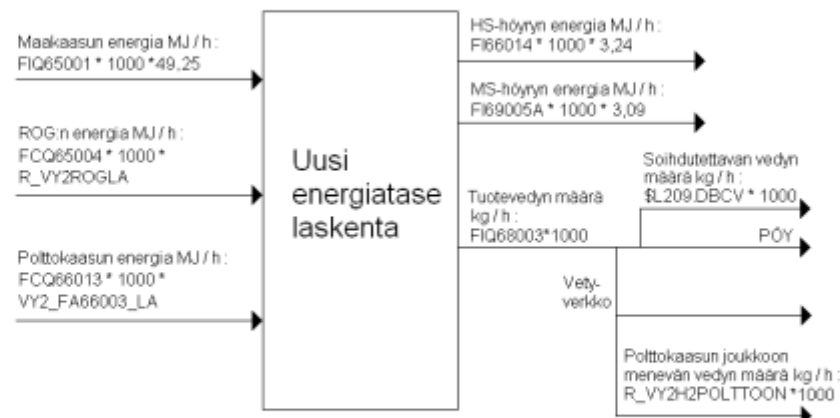 Maakaasun energia MJ / h :
FIQ65001 * 1000 *49,25
ROG:n energia MJ / h :
FCQ65004 * 1000 *
R_VY2ROGLA
Polttokaasun energia MJ / h :
FCQ66013 * 1000 *
VY2_FA66003_LA
Uusi
energiatase
laskenta
HS-höyryn energia MJ / h :
FI66014 * 1000 * 3,24
MS-höyryn energia MJ / h :
FI69005A * 1000 * 3,09
Tuotevedyn määrä
kg / h :
FIQ68003*1000
Soihdutettavan vedyn
määrä kg / h :
$L209.DBCV * 1000
PÖY
Vety-
verkko
Polttokaasun joukkoon
menevän vedyn määrä kg / h :
R_VY2H2POLTTOON *1000